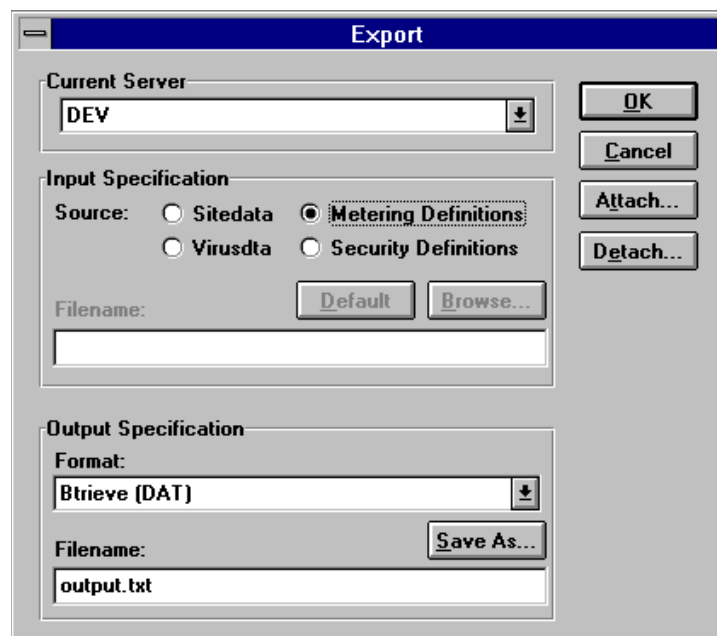 Export
Current Server
DEV
OK
Cancel
Attach...
Detach...
Input Specification
Source: Sitedata Metering Definitions
Virusdta Security Definitions
Filename: Default Browse...
Output Specification
Format:
Btrieve (DAT)
Filename: Save As...
output.txt